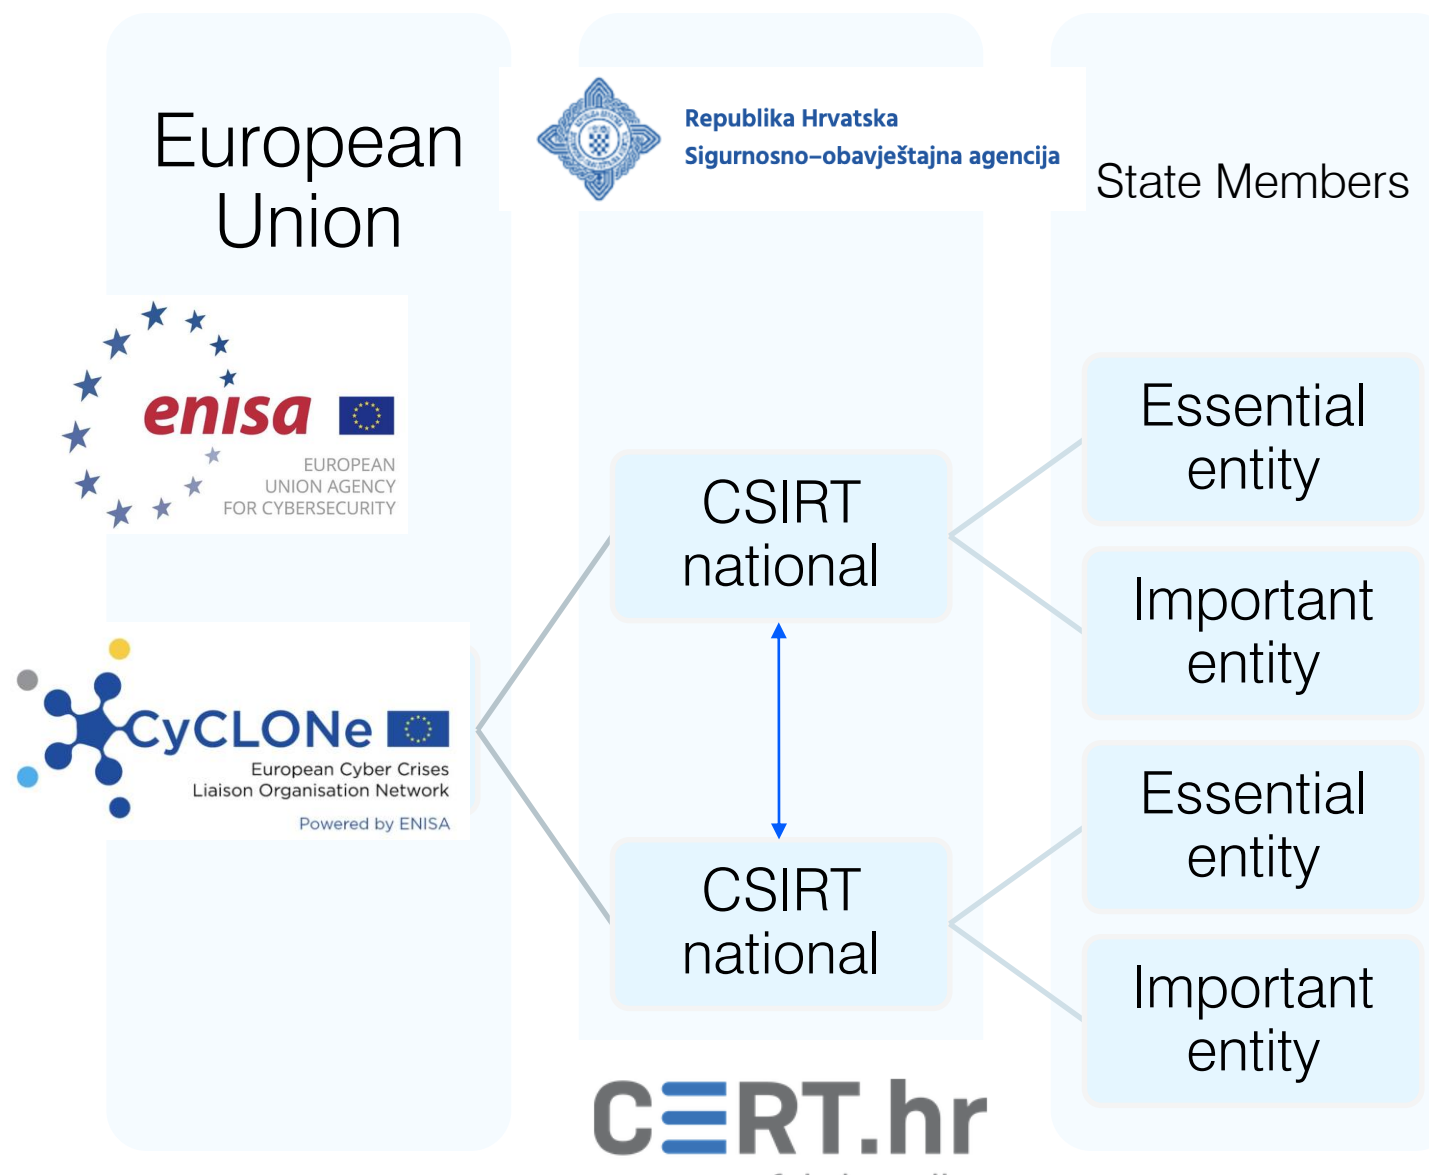 European
Union
enisa
EUROPEAN
UNION AGENCY
FOR CYBERSECURITY
CyCLONe
European Cyber Crises
Liaison Organisation Network
Powered by ENISA
Republika Hrvatska
Sigurnosno-obavještajna agencija
CSIRT
national
CSIRT
national
CERT.hr
State Members
Essential
entity
Important
entity
Essential
entity
Important
entity